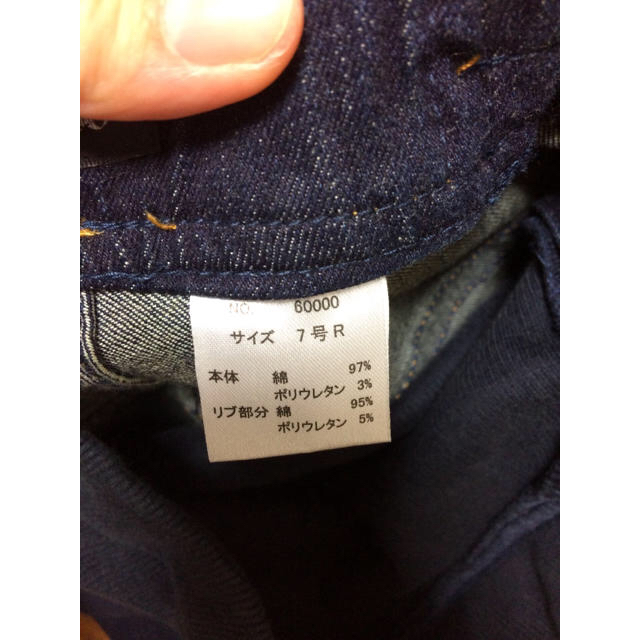 NO. 60000
サイズ 7号R
本体 綿 97%
ポリウレタン 3%
リブ部分 綿 95%
ポリウレタン 5%